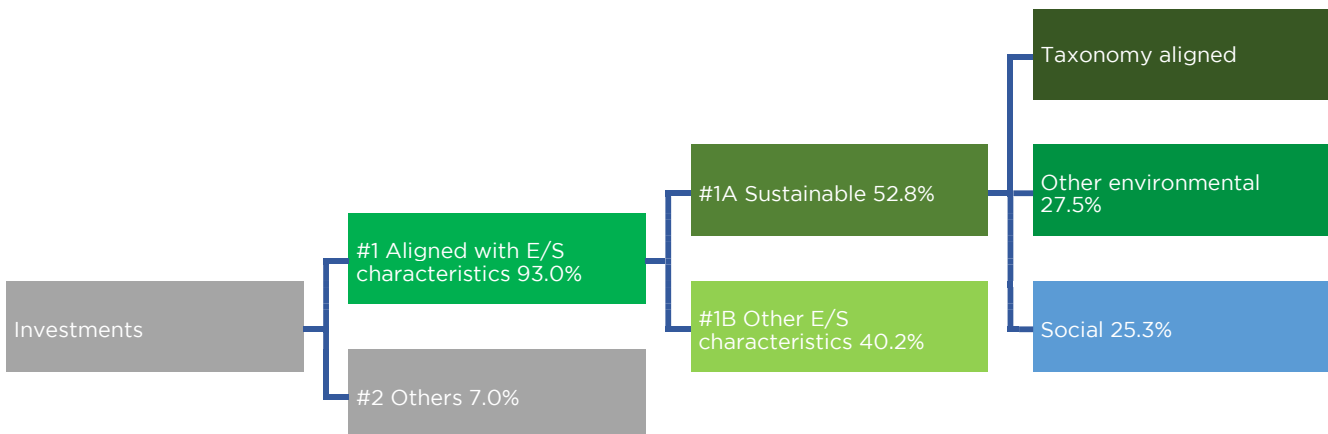 Investments
#1 Aligned with E/S
characteristics 93.0%
#2 Others 7.0%
#1A Sustainable 52.8%
#1B Other E/S
characteristics 40.2%
Taxonomy aligned
Other environmental
27.5%
Social 25.3%